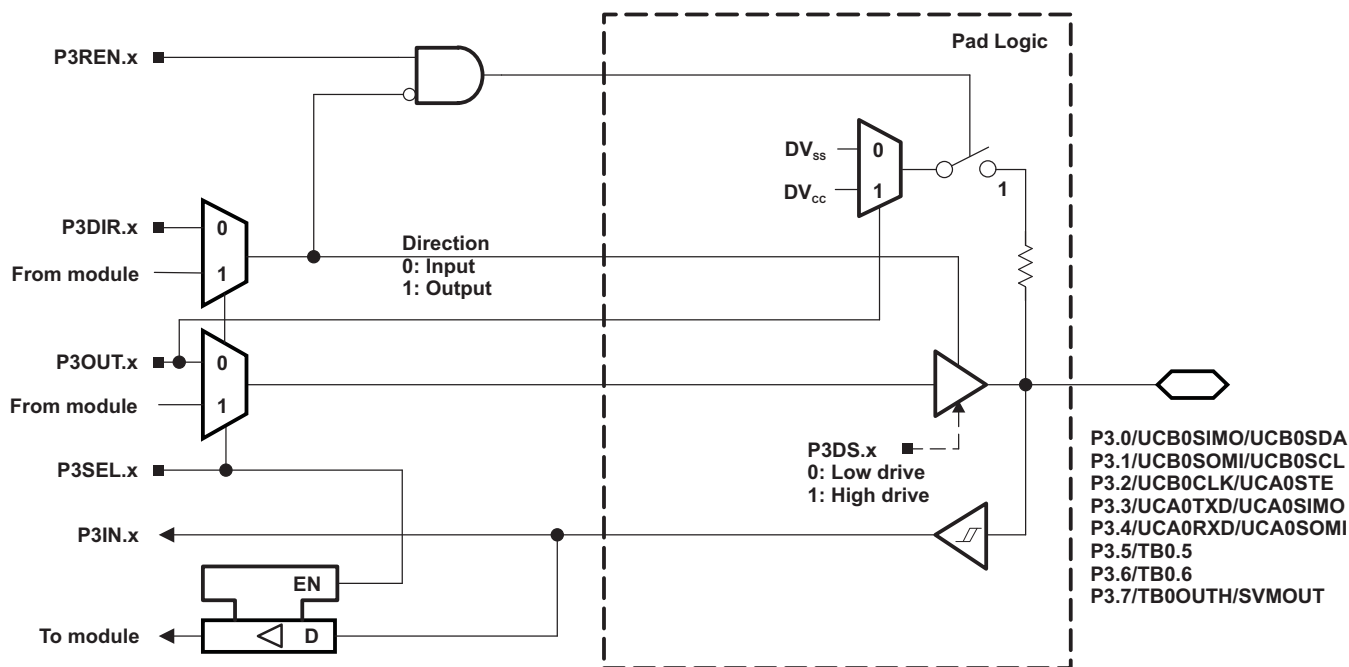 Pad Logic
P3REN.x
DVSS
0
DVCC
1
1
P3DIR.x
0
From module
1
Direction
0: Input
1: Output
P3OUT.x
0
From module
1
P3DS.x
0: Low drive
1: High drive
P3SEL.x
P3IN.x
EN
To module
D
P3.0/UCB0SIMO/UCB0SDA
P3.1/UCB0SOMI/UCB0SCL
P3.2/UCB0CLK/UCA0STE
P3.3/UCA0TXD/UCA0SIMO
P3.4/UCA0RXD/UCA0SOMI
P3.5/TB0.5
P3.6/TB0.6
P3.7/TB0OUTH/SVMOUT